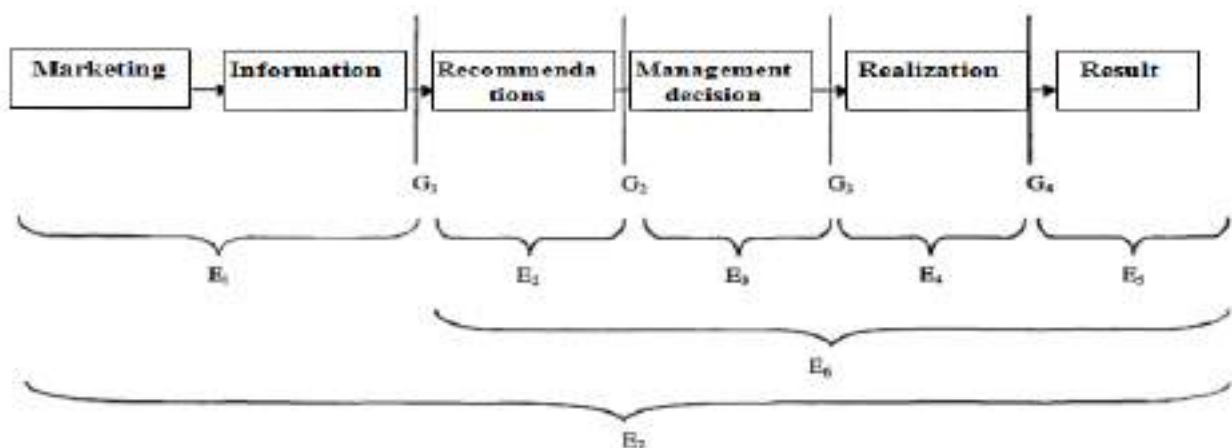 Marketing
Information
Recommenda
tions
Management
decision
Realization
Result
G₁
G₂
G₃
G₄
E₁
E₂
E₃
E₄
E₅
E₆
E₇